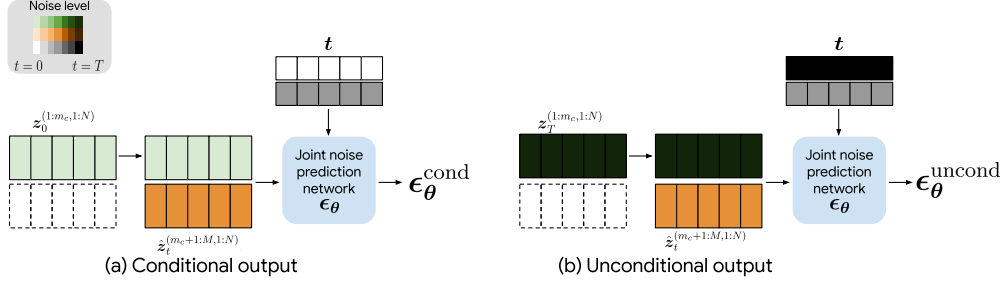 Noise level
t = 0 t = T
t
z_0^{(1:m_c,1:N)}
Joint noise
prediction
network
ϵ_θ
ϵ_θ^{cond}
ẑ_t^{(m_c+1:M,1:N)}
(a) Conditional output
t
z_T^{(1:m_c,1:N)}
Joint noise
prediction
network
ϵ_θ
ϵ_θ^{uncond}
ẑ_t^{(m_c+1:M,1:N)}
(b) Unconditional output